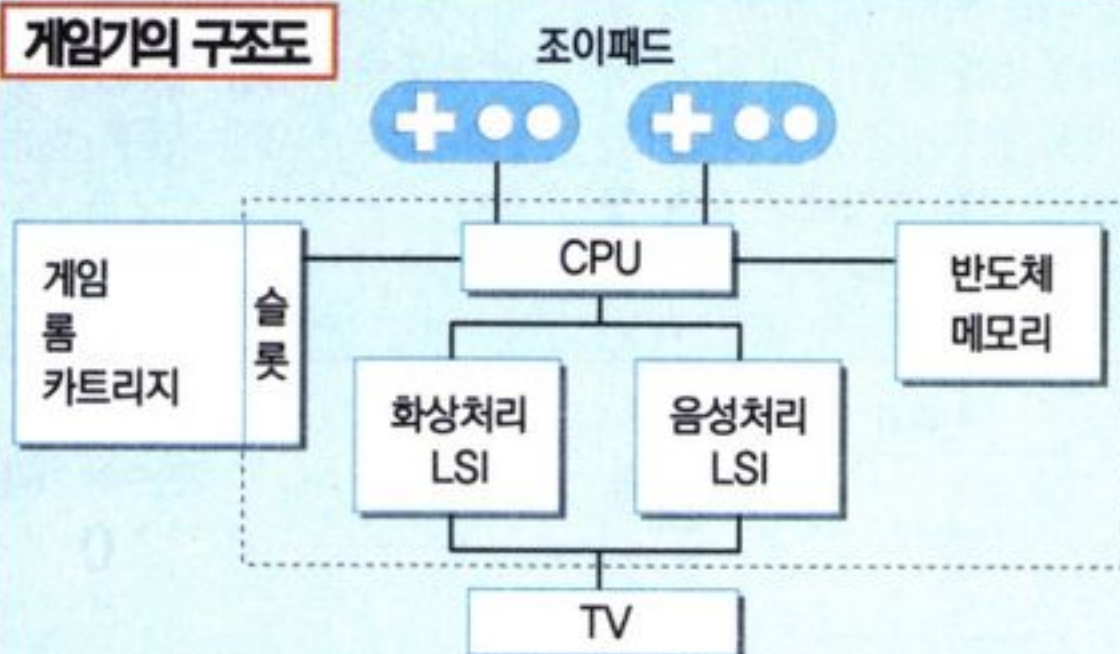 게임기의 구조도
조이패드
CPU
게임
롬
카트리지
슬
롯
반도체
메모리
화상처리
LSI
음성처리
LSI
TV